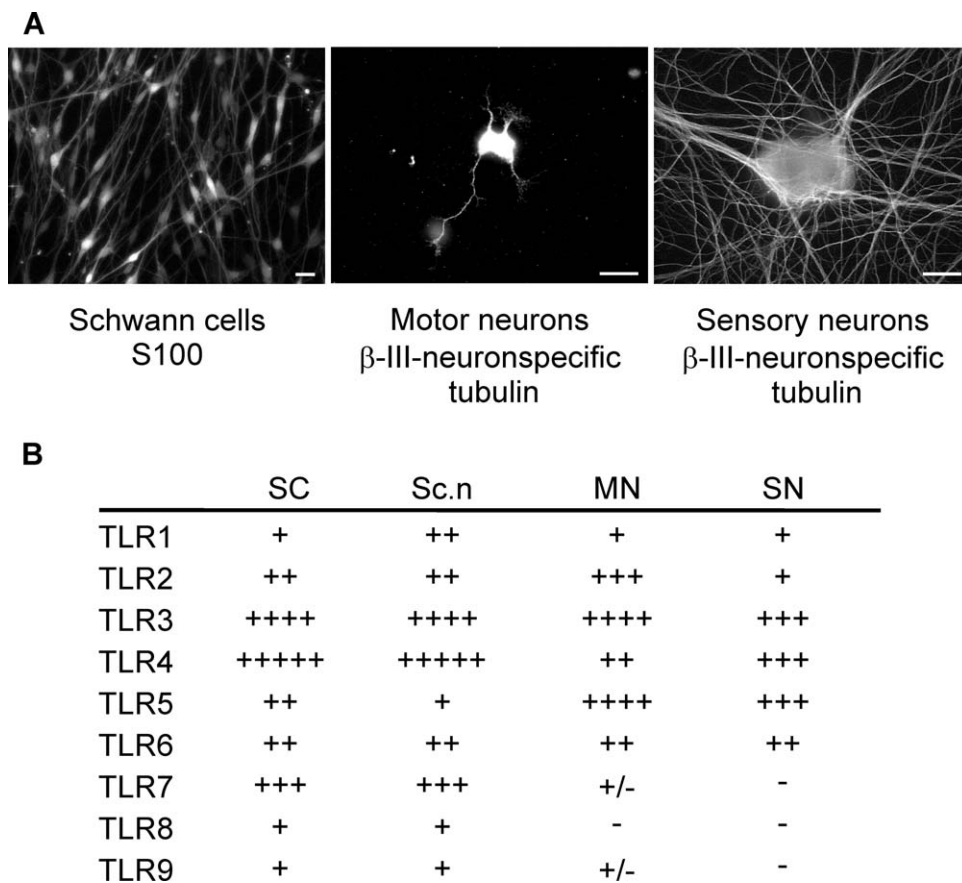 A
Schwann cells
S100
Motor neurons
β-III-neuronspecific
tubulin
Sensory neurons
β-III-neuronspecific
tubulin
B
SC Sc.n MN SN
TLR1 + ++ + +
TLR2 ++ ++ +++ +
TLR3 ++++ ++++ ++++ +++
TLR4 +++++ +++++ ++ +++
TLR5 ++ + ++++ +++
TLR6 ++ ++ ++ ++
TLR7 +++ +++ +/- -
TLR8 + + - -
TLR9 + + +/- -